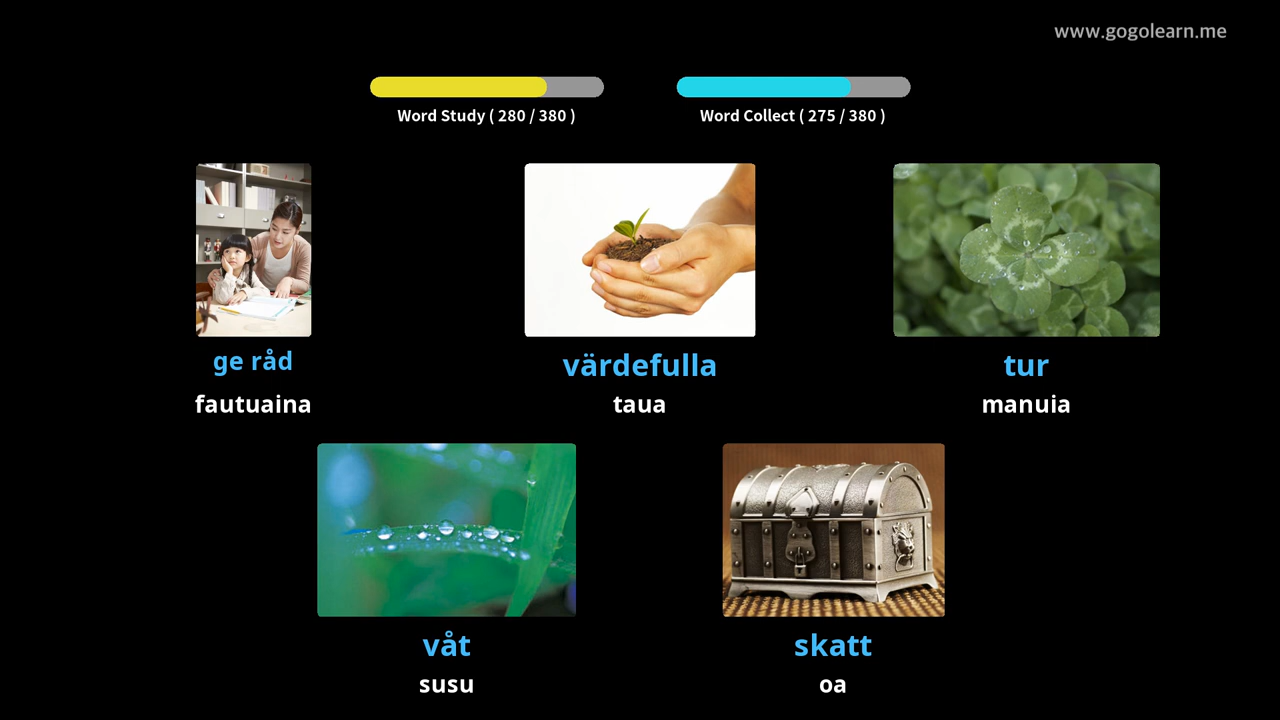 www.gogolearn.me
Word Study ( 280 / 380 )
Word Collect ( 275 / 380 )
ge råd
fautuaina
värdefulla
taua
tur
manuia
våt
susu
skatt
oa